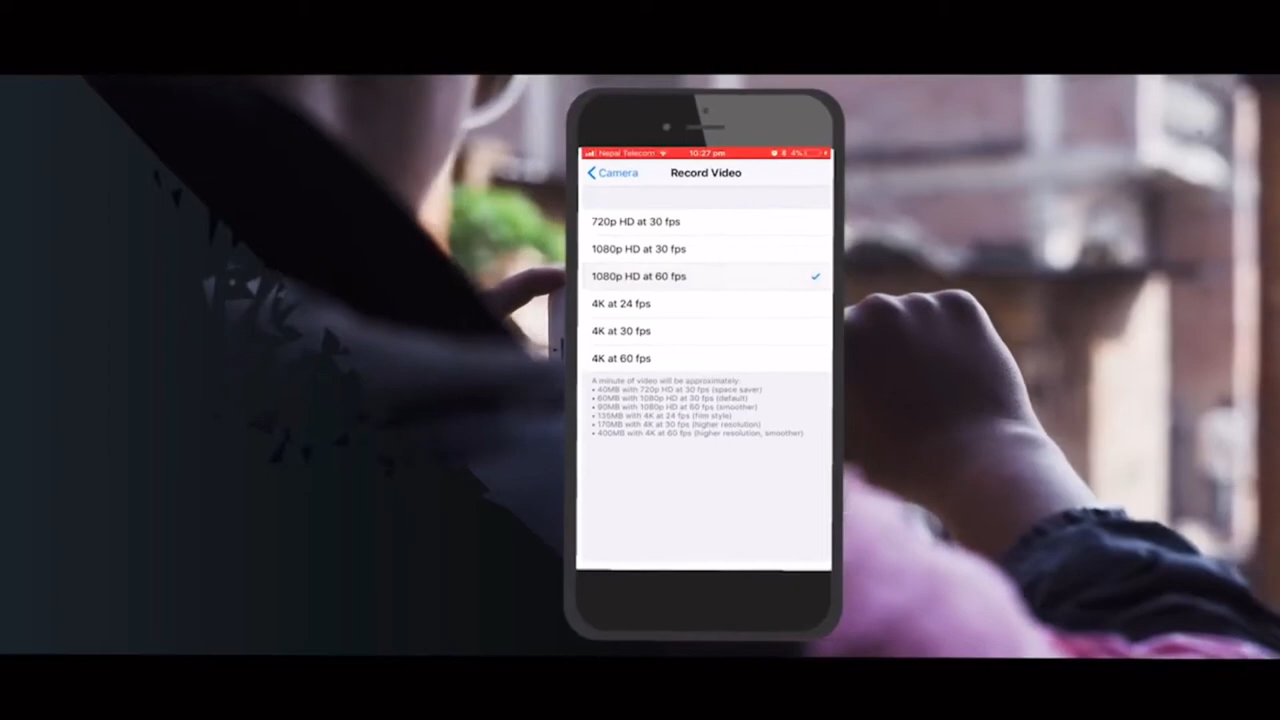 Nepal Telecom 10:27 pm 4%
Camera Record Video
720p HD at 30 fps
1080p HD at 30 fps
1080p HD at 60 fps
4K at 24 fps
4K at 30 fps
4K at 60 fps
A minute of video will be approximately:
• 40MB with 720p HD at 30 fps (space saver)
• 60MB with 1080p HD at 30 fps (default)
• 90MB with 1080p HD at 60 fps (smoother)
• 135MB with 4K at 24 fps (film style)
• 170MB with 4K at 30 fps (higher resolution)
• 400MB with 4K at 60 fps (higher resolution, smoother)